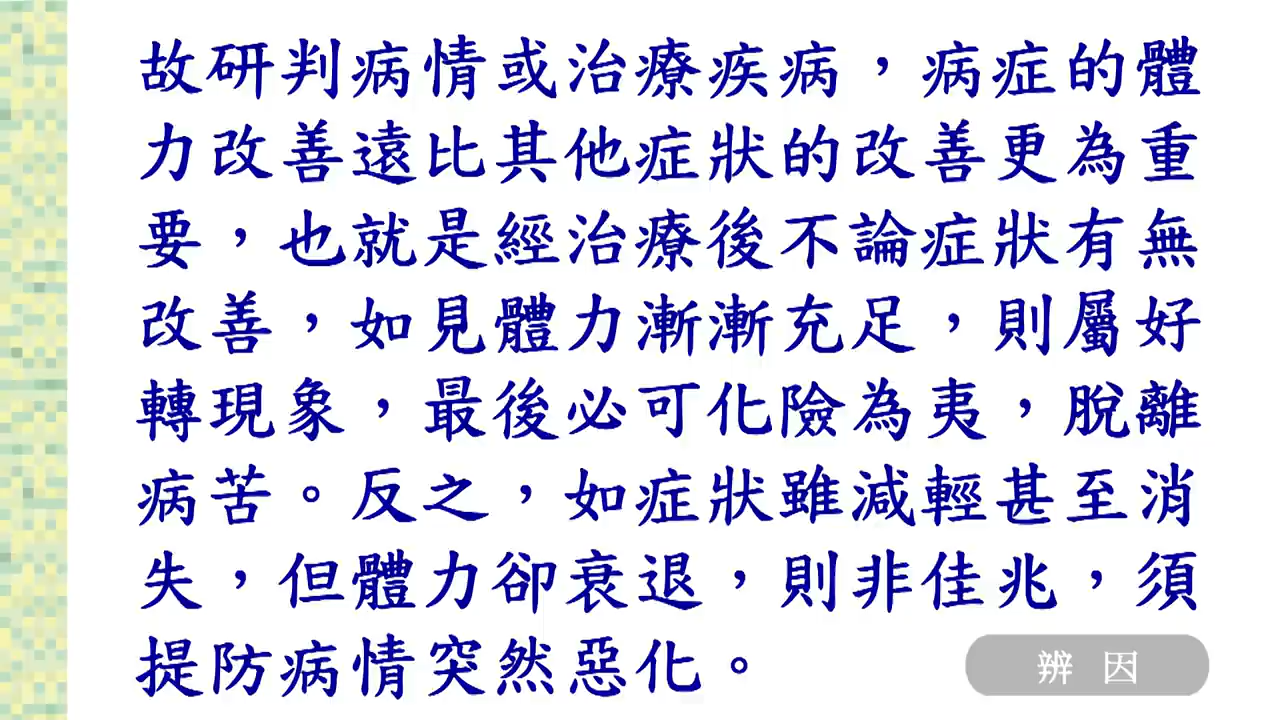 故研判病情或治療疾病，病症的體
力改善遠比其他症狀的改善更為重
要，也就是經治療後不論症狀有無
改善，如見體力漸漸充足，則屬好
轉現象，最後必可化險為夷，脫離
病苦。反之，如症狀雖減輕甚至消
失，但體力卻衰退，則非佳兆，須
提防病情突然惡化。
辨 因